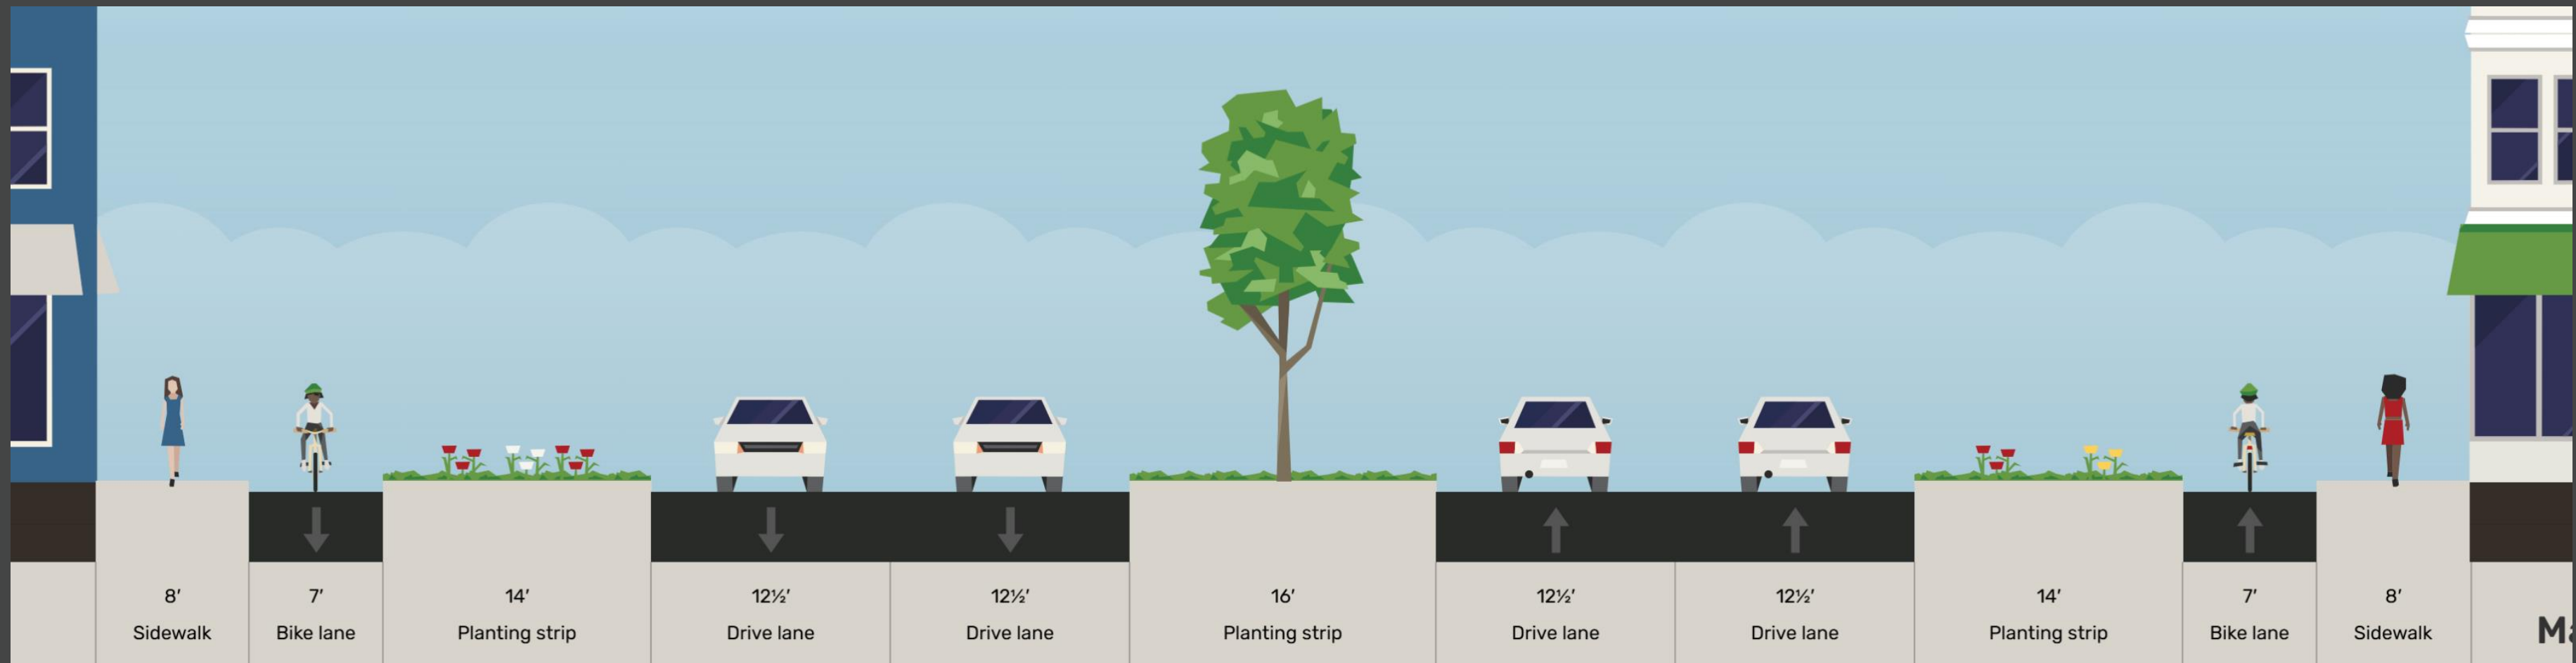 8′
Sidewalk
7′
Bike lane
14′
Planting strip
12½′
Drive lane
12½′
Drive lane
16′
Planting strip
12½′
Drive lane
12½′
Drive lane
14′
Planting strip
7′
Bike lane
8′
Sidewalk